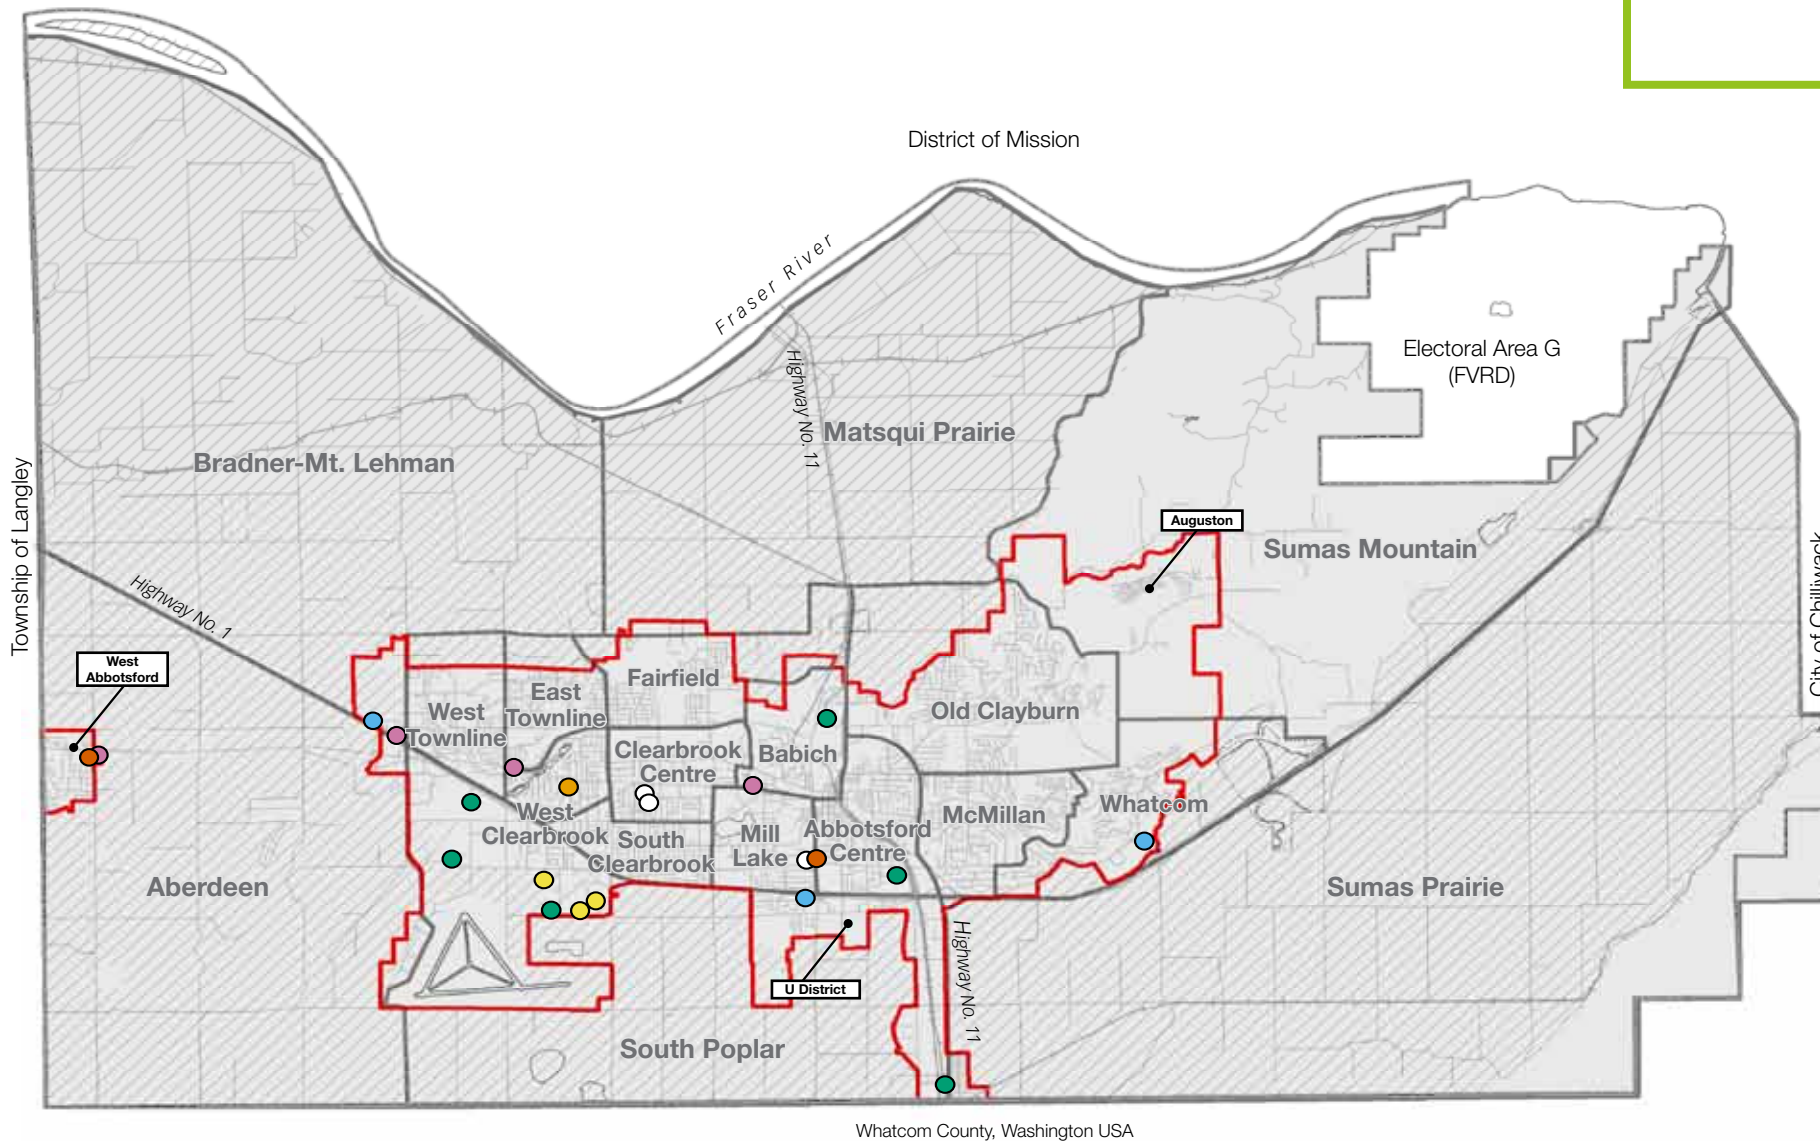 District of Mission
Fraser River
Highway No. 11
Electoral Area G
(FVRD)
Matsqui Prairie
Bradner-Mt. Lehman
Township of Langley
Auguston
Sumas Mountain
City of Chilliwack
Highway No. 1
West
Abbotsford
Fairfield
East
Townline
West
Townline
Old Clayburn
Clearbrook
Centre
Babich
West
Clearbrook
South
Clearbrook
Mill
Lake
Abbotsford
Centre
McMillan
Whatcom
Aberdeen
Sumas Prairie
Highway No. 11
U District
South Poplar
Whatcom County, Washington USA